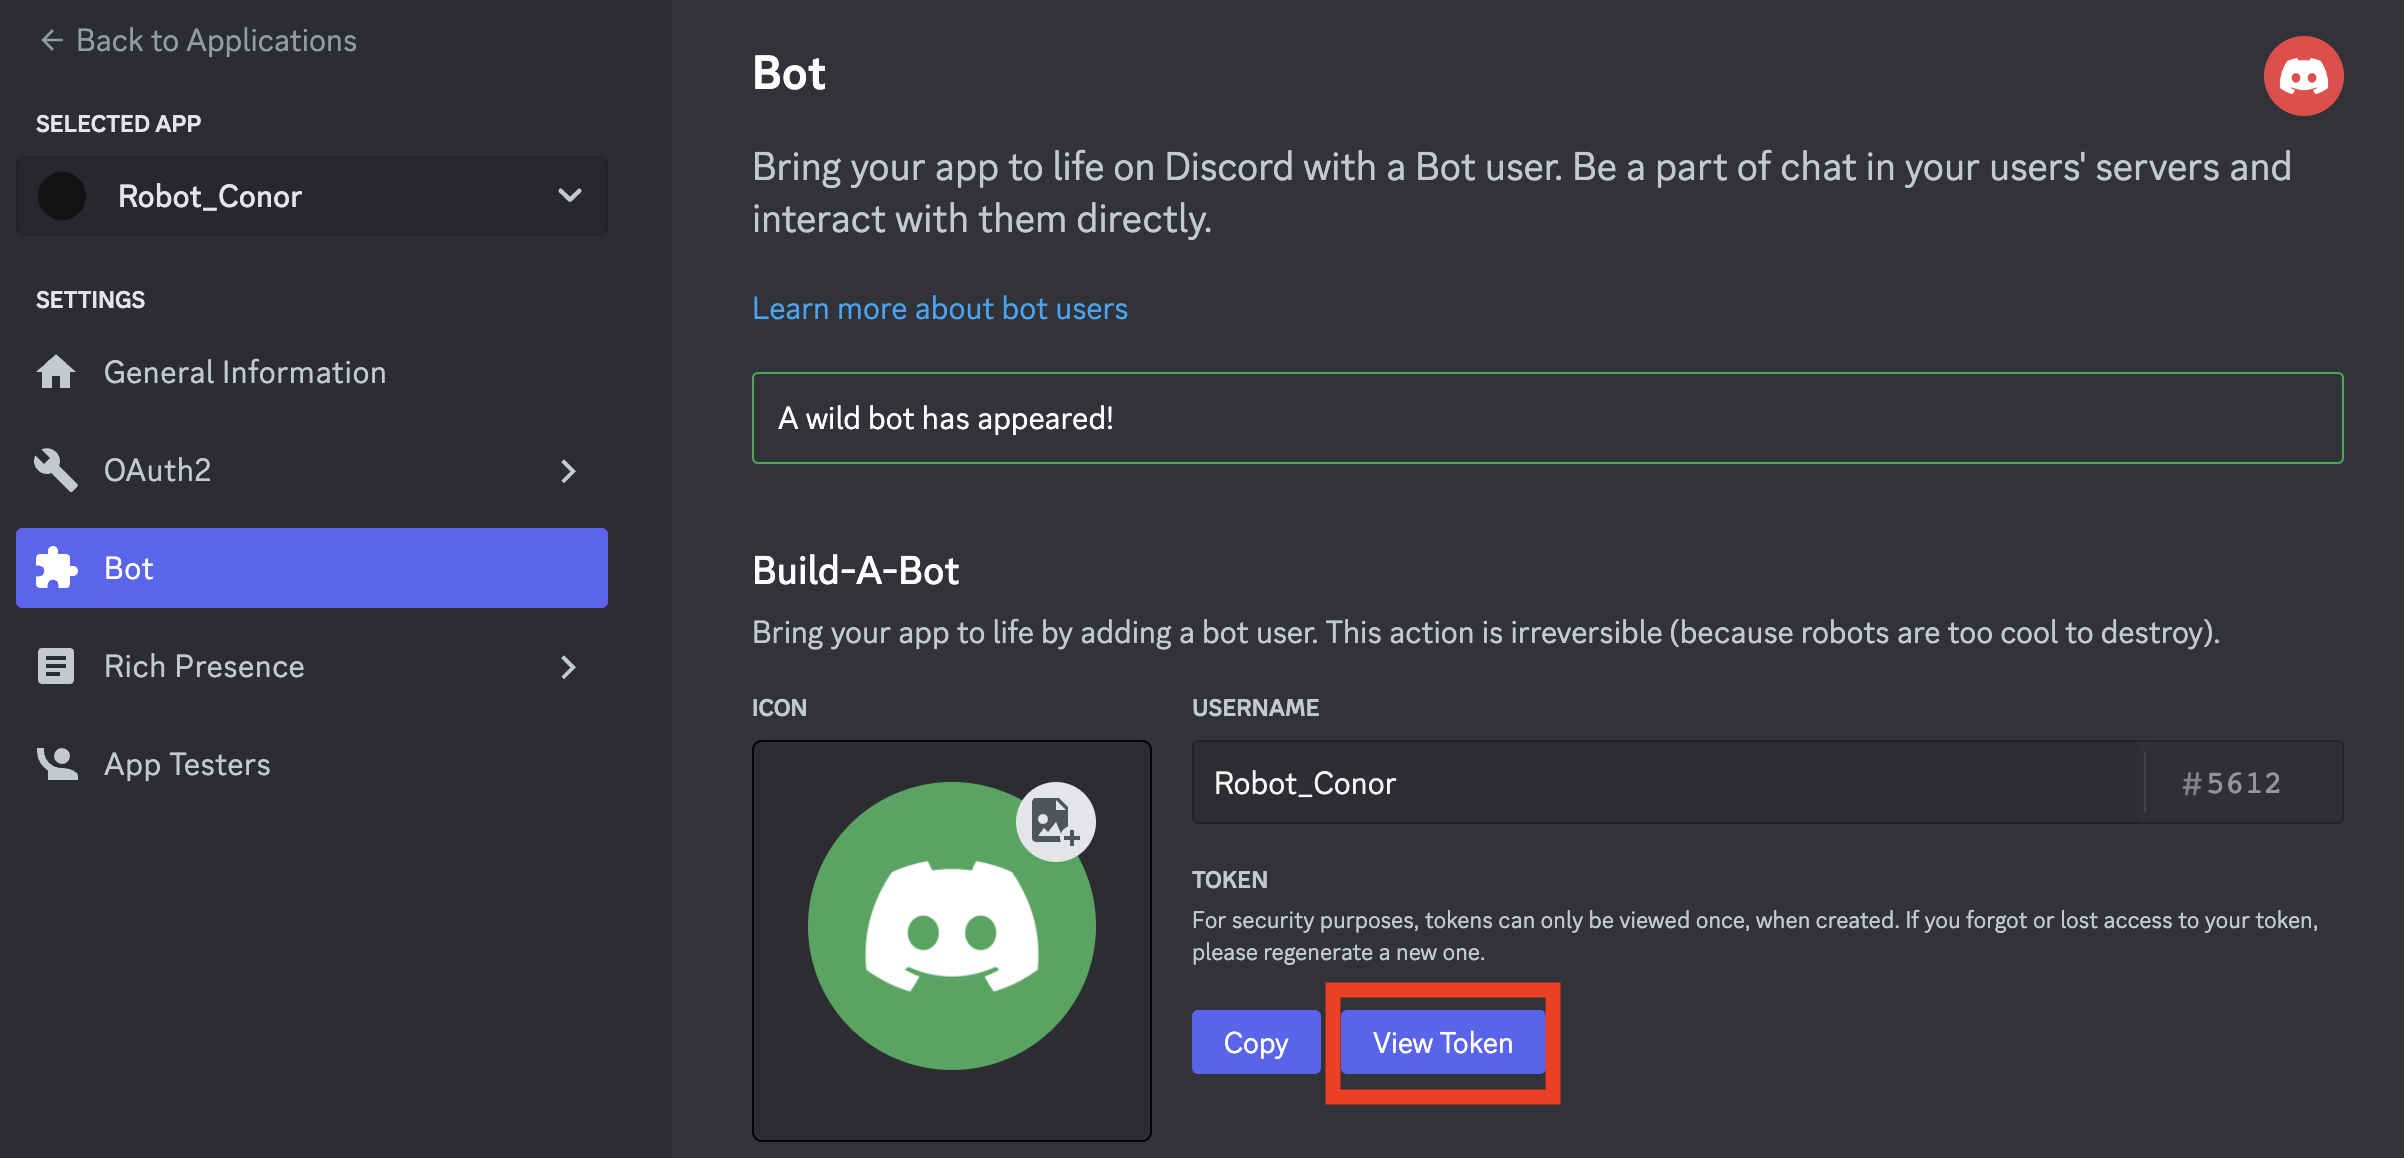 ← Back to Applications
SELECTED APP
Robot_Conor
SETTINGS
General Information
OAuth2
Bot
Rich Presence
App Testers
Bot
Bring your app to life on Discord with a Bot user. Be a part of chat in your users' servers and
interact with them directly.
Learn more about bot users
A wild bot has appeared!
Build-A-Bot
Bring your app to life by adding a bot user. This action is irreversible (because robots are too cool to destroy).
ICON
USERNAME
Robot_Conor #5612
TOKEN
For security purposes, tokens can only be viewed once, when created. If you forgot or lost access to your token,
please regenerate a new one.
Copy View Token